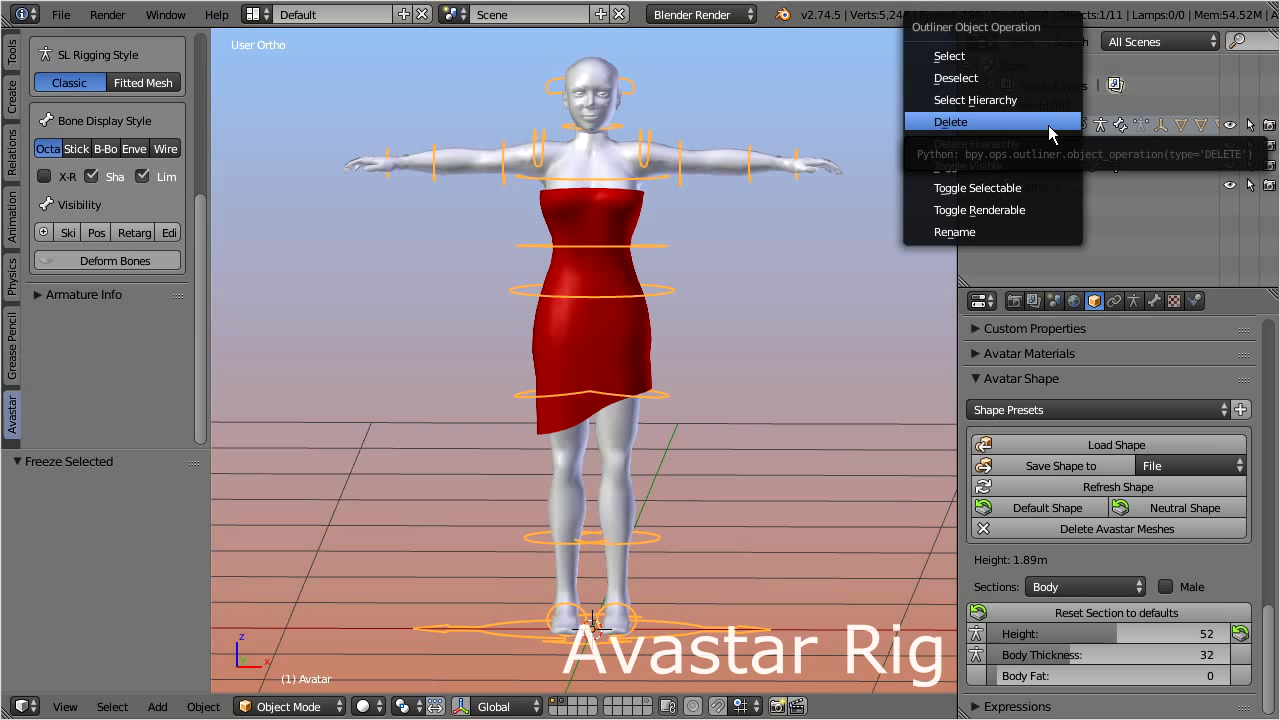 File Render Window Help Default Scene Blender Render v2.74.5 | Verts:5,24
Objects:1/11 | Lamps:0/0 | Mem:54.52M
Tools
Create
Relations
Animation
Physics
Grease Pencil
Avastar
SL Rigging Style
Classic Fitted Mesh
Bone Display Style
Octa Stick B-Bo Enve Wire
X-R Sha Lim
Visibility
Ski Pos Retarg Edi
Deform Bones
Armature Info
Freeze Selected
User Ortho
z
x
(1) Avatar
Avastar Rig
Outliner Object Operation
Select
Deselect
Select Hierarchy
Delete
Delete Hierarchy
Python: bpy.ops.outliner.object_operation(type='DELETE')
Toggle Visible
Toggle Selectable
Toggle Renderable
Rename
Search All Scenes
Scene
RenderLayers |
Custom Properties
Avatar Materials
Avatar Shape
Shape Presets
Load Shape
Save Shape to File
Refresh Shape
Default Shape Neutral Shape
Delete Avastar Meshes
Height: 1.89m
Sections: Body Male
Reset Section to defaults
Height: 52
Body Thickness: 32
Body Fat: 0
Expressions
View Select Add Object Object Mode Global